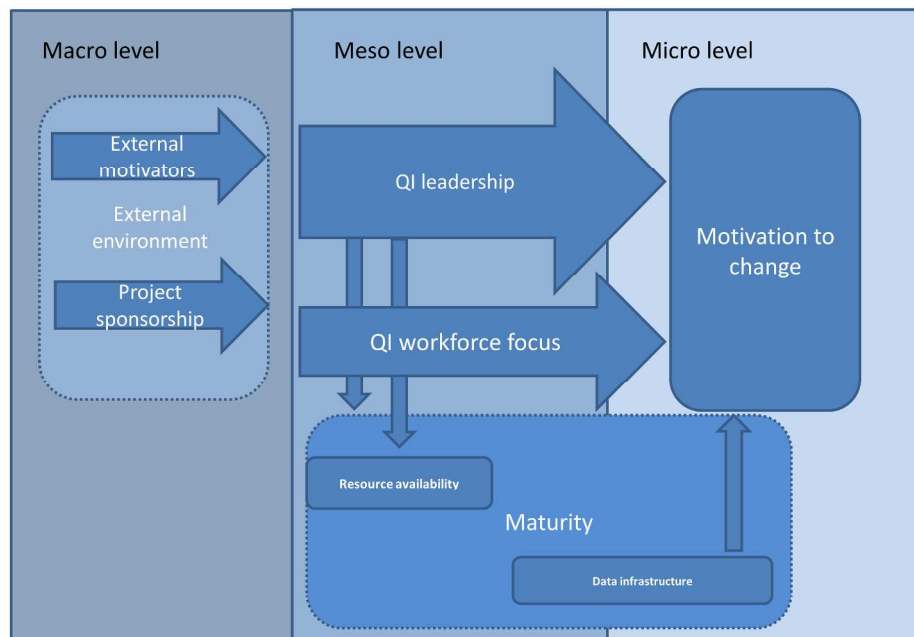 Macro level
Meso level
Micro level
External
motivators
External
environment
Project
sponsorship
QI leadership
QI workforce focus
Motivation to
change
Resource availability
Maturity
Data infrastructure